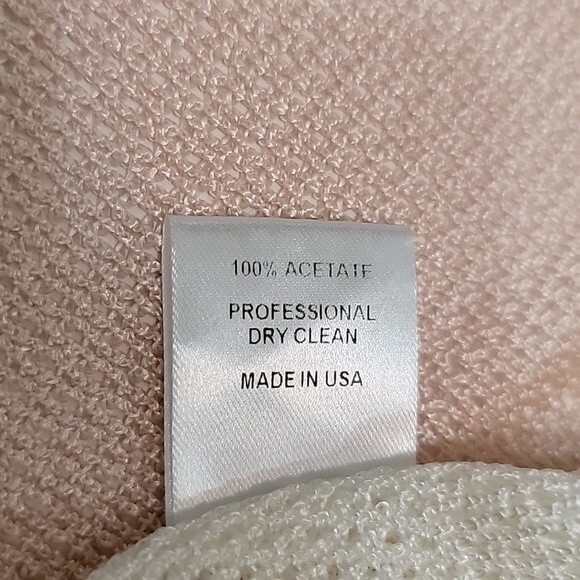 100% ACETATE
PROFESSIONAL
DRY CLEAN
MADE IN USA